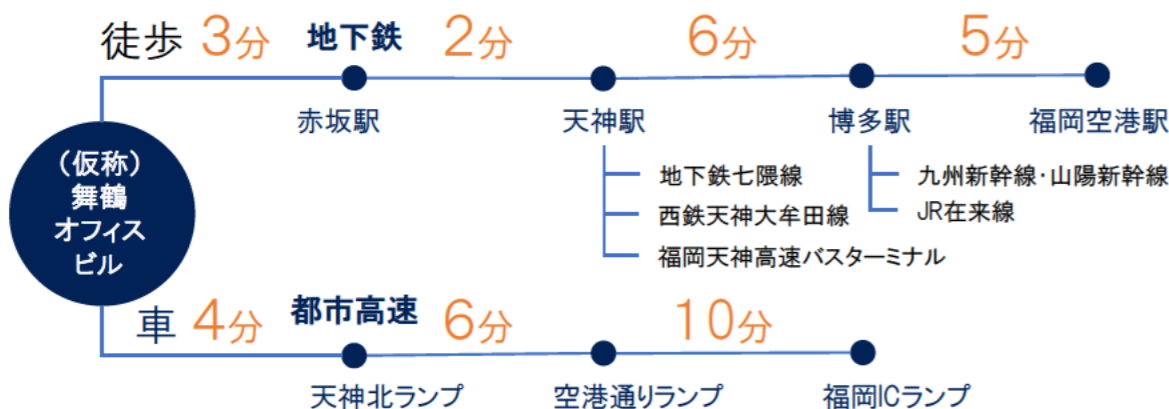 徒歩 3分 地下鉄 2分 6分 5分
赤坂駅 天神駅 博多駅 福岡空港駅
地下鉄七隈線
西鉄天神大牟田線
福岡天神高速バスターミナル
九州新幹線・山陽新幹線
JR在来線
(仮称)
舞鶴
オフィス
ビル
車 4分 都市高速 6分 10分
天神北ランプ 空港通りランプ 福岡ICランプ